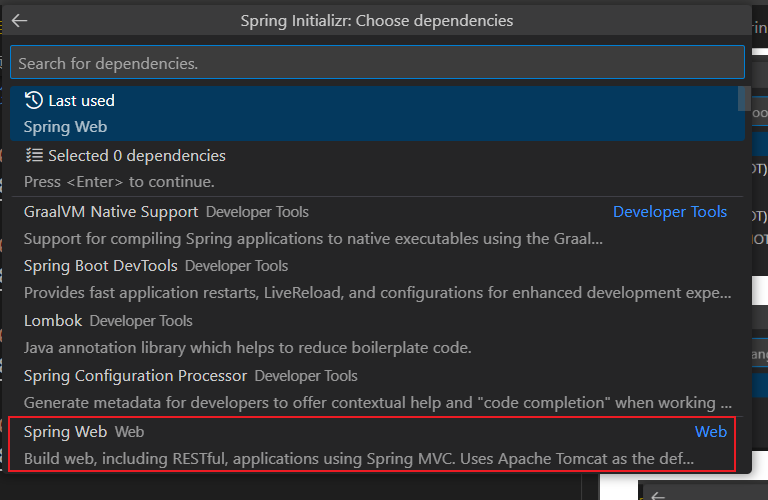 Spring Initializr: Choose dependencies
Search for dependencies.
Last used
Spring Web
Selected 0 dependencies
Press <Enter> to continue.
GraalVM Native Support Developer Tools Developer Tools
Support for compiling Spring applications to native executables using the Graal...
Spring Boot DevTools Developer Tools
Provides fast application restarts, LiveReload, and configurations for enhanced development expe...
Lombok Developer Tools
Java annotation library which helps to reduce boilerplate code.
Spring Configuration Processor Developer Tools
Generate metadata for developers to offer contextual help and "code completion" when working ...
Spring Web Web Web
Build web, including RESTful, applications using Spring MVC. Uses Apache Tomcat as the def...